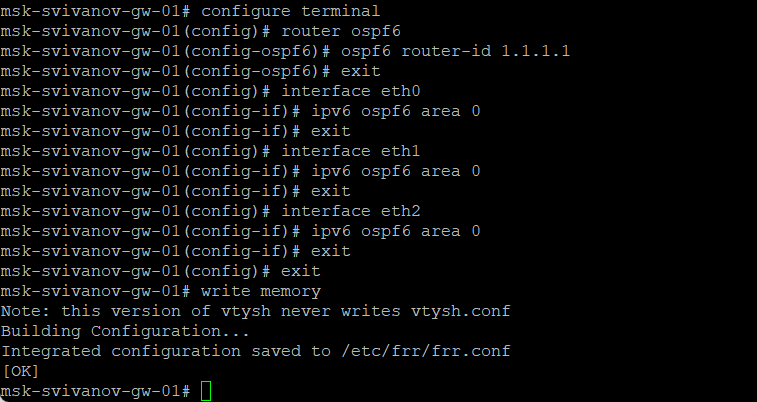 msk-svivanov-gw-01# configure terminal
msk-svivanov-gw-01(config)# router ospf6
msk-svivanov-gw-01(config-ospf6)# ospf6 router-id 1.1.1.1
msk-svivanov-gw-01(config-ospf6)# exit
msk-svivanov-gw-01(config)# interface eth0
msk-svivanov-gw-01(config-if)# ipv6 ospf6 area 0
msk-svivanov-gw-01(config-if)# exit
msk-svivanov-gw-01(config)# interface eth1
msk-svivanov-gw-01(config-if)# ipv6 ospf6 area 0
msk-svivanov-gw-01(config-if)# exit
msk-svivanov-gw-01(config)# interface eth2
msk-svivanov-gw-01(config-if)# ipv6 ospf6 area 0
msk-svivanov-gw-01(config-if)# exit
msk-svivanov-gw-01(config)# exit
msk-svivanov-gw-01# write memory
Note: this version of vtysh never writes vtysh.conf
Building Configuration...
Integrated configuration saved to /etc/frr/frr.conf
[OK]
msk-svivanov-gw-01#